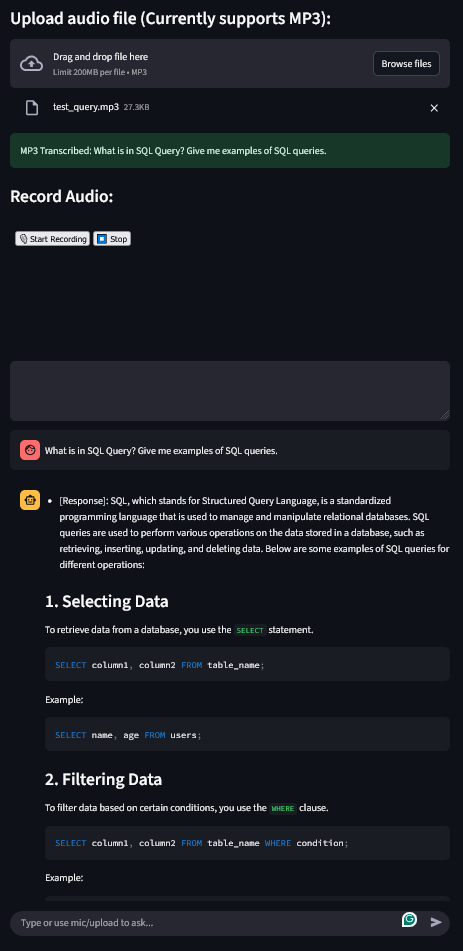 Upload audio file (Currently supports MP3):
Drag and drop file here
Limit 200MB per file • MP3
Browse files
test_query.mp3 27.3KB
MP3 Transcribed: What is in SQL Query? Give me examples of SQL queries.
Record Audio:
Start Recording
Stop
What is in SQL Query? Give me examples of SQL queries.
• [Response]: SQL, which stands for Structured Query Language, is a standardized
programming language that is used to manage and manipulate relational databases. SQL
queries are used to perform various operations on the data stored in a database, such as
retrieving, inserting, updating, and deleting data. Below are some examples of SQL queries for
different operations:
1. Selecting Data
To retrieve data from a database, you use the SELECT statement.
SELECT column1, column2 FROM table_name;
Example:
SELECT name, age FROM users;
2. Filtering Data
To filter data based on certain conditions, you use the WHERE clause.
SELECT column1, column2 FROM table_name WHERE condition;
Example:
Type or use mic/upload to ask...